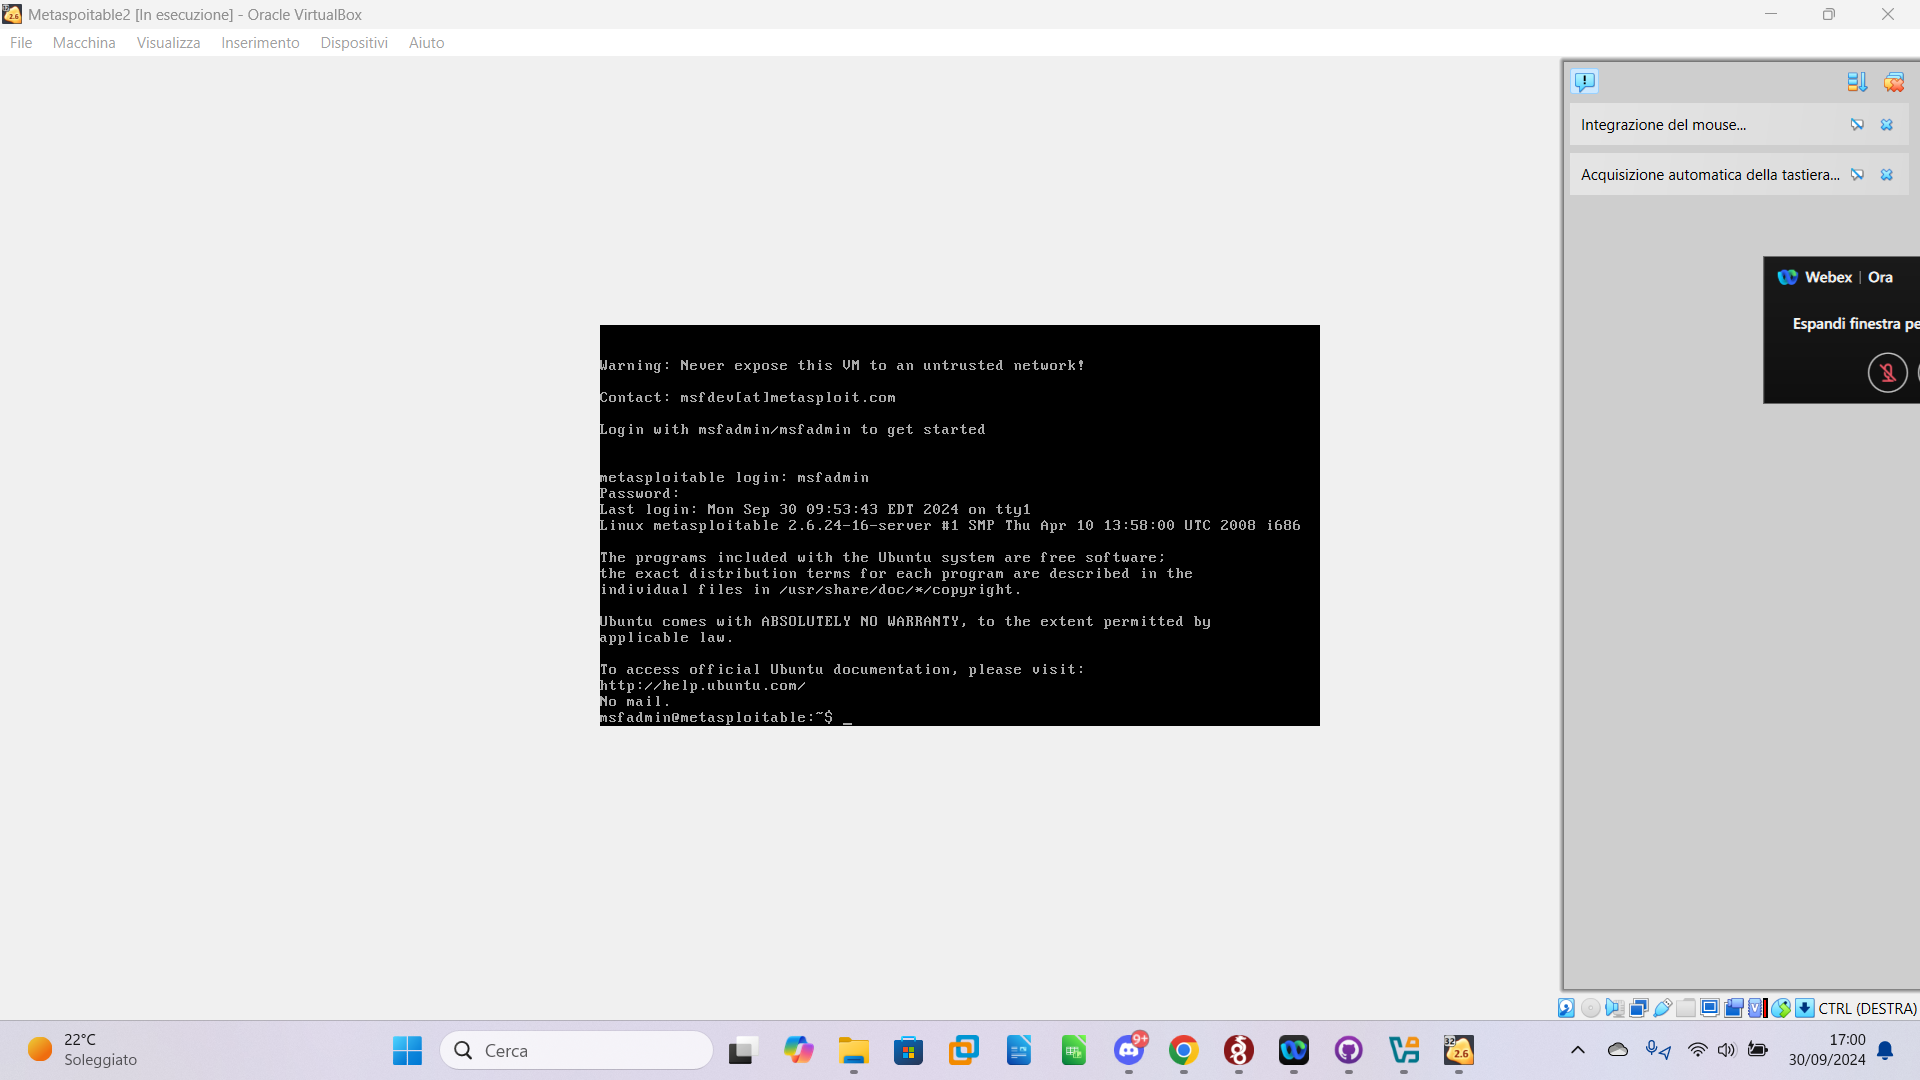 Metaspoitable2 [In esecuzione] - Oracle VirtualBox
File Macchina Visualizza Inserimento Dispositivi Aiuto
Integrazione del mouse...
Acquisizione automatica della tastiera...
Webex | Ora
Espandi finestra pe
Warning: Never expose this VM to an untrusted network!
Contact: msfdev[at]metasploit.com
Login with msfadmin/msfadmin to get started
metasploitable login: msfadmin
Password:
Last login: Mon Sep 30 09:53:43 EDT 2024 on tty1
Linux metasploitable 2.6.24-16-server #1 SMP Thu Apr 10 13:58:00 UTC 2008 i686
The programs included with the Ubuntu system are free software;
the exact distribution terms for each program are described in the
individual files in /usr/share/doc/*/copyright.
Ubuntu comes with ABSOLUTELY NO WARRANTY, to the extent permitted by
applicable law.
To access official Ubuntu documentation, please visit:
http://help.ubuntu.com/
No mail.
msfadmin@metasploitable:~$ _
CTRL (DESTRA)
22°C
Soleggiato
Cerca
9+
32
2.6
17:00
30/09/2024